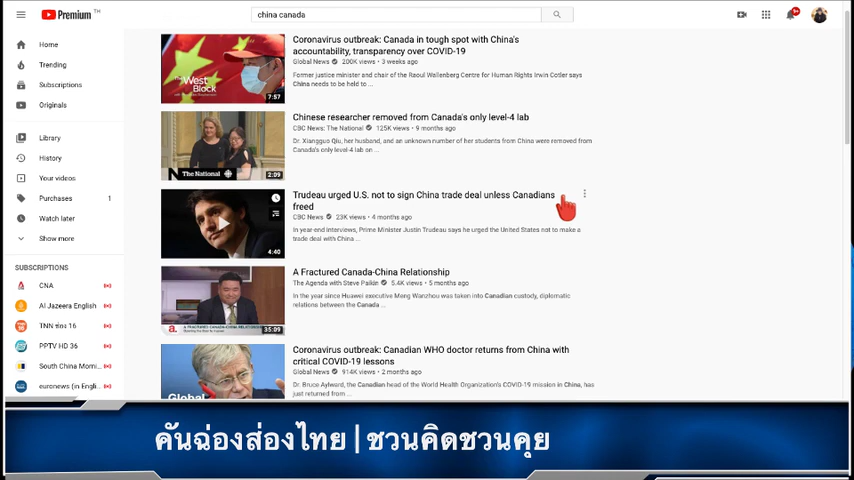 Premium TH
china canada
9+
Home
Trending
Subscriptions
Originals
Library
History
Your videos
Purchases 1
Watch later
Show more
SUBSCRIPTIONS
CNA
Al Jazeera English
TNN ช่อง 16
PPTV HD 36
South China Morni...
euronews (in Engli...
The West Block
7:57
Coronavirus outbreak: Canada in tough spot with China's
accountability, transparency over COVID-19
Global News 200K views • 3 weeks ago
Former justice minister and chair of the Raoul Wallenberg Centre for Human Rights Irwin Cotler says
China needs to be held to ...
The National
2:09
Chinese researcher removed from Canada's only level-4 lab
CBC News: The National 125K views • 9 months ago
Dr. Xiangguo Qiu, her husband, and an unknown number of her students from China were removed from
Canada's only level-4 lab on ...
4:40
Trudeau urged U.S. not to sign China trade deal unless Canadians
freed
CBC News 23K views • 4 months ago
In year-end interviews, Prime Minister Justin Trudeau says he urged the United States not to make a
trade deal with China ...
a. A FRACTURED CANADA-CHINA RELATIONSHIP
35:09
A Fractured Canada-China Relationship
The Agenda with Steve Paikin 5.4K views • 5 months ago
In the year since Huawei executive Meng Wanzhou was taken into Canadian custody, diplomatic
relations between the Canada ...
Global
Coronavirus outbreak: Canadian WHO doctor returns from China with
critical COVID-19 lessons
Global News 914K views • 2 months ago
Dr. Bruce Aylward, the Canadian head of the World Health Organization's COVID-19 mission in China, has
just returned from ...
คันฉ่องส่องไทย | ชวนคิดชวนคุย